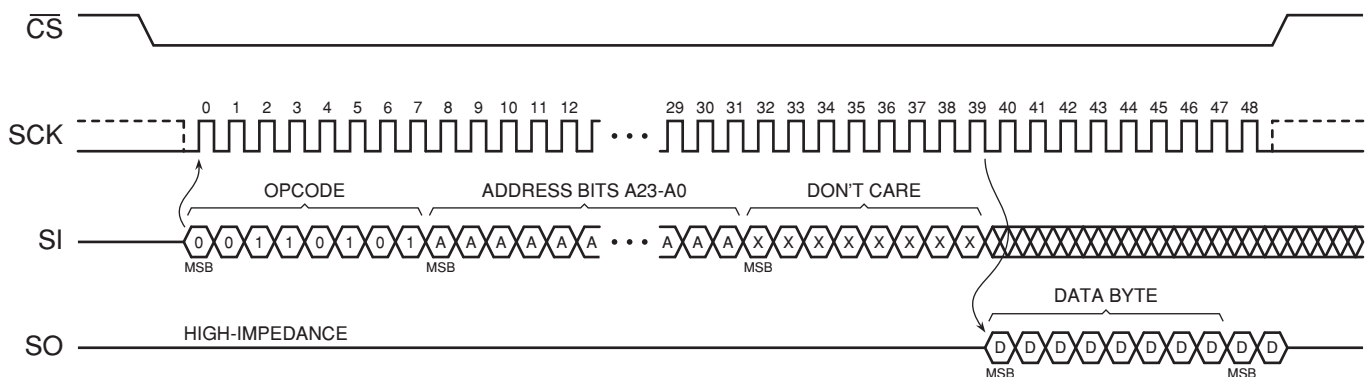 CS
0 1 2 3 4 5 6 7 8 9 10 11 12 29 30 31 32 33 34 35 36 37 38 39 40 41 42 43 44 45 46 47 48
SCK
OPCODE ADDRESS BITS A23-A0 DON'T CARE
SI 0 0 1 1 0 1 0 1 A A A A A A A A A X X X X X X X X
MSB MSB MSB
DATA BYTE
HIGH-IMPEDANCE
SO D D D D D D D D D D
MSB MSB